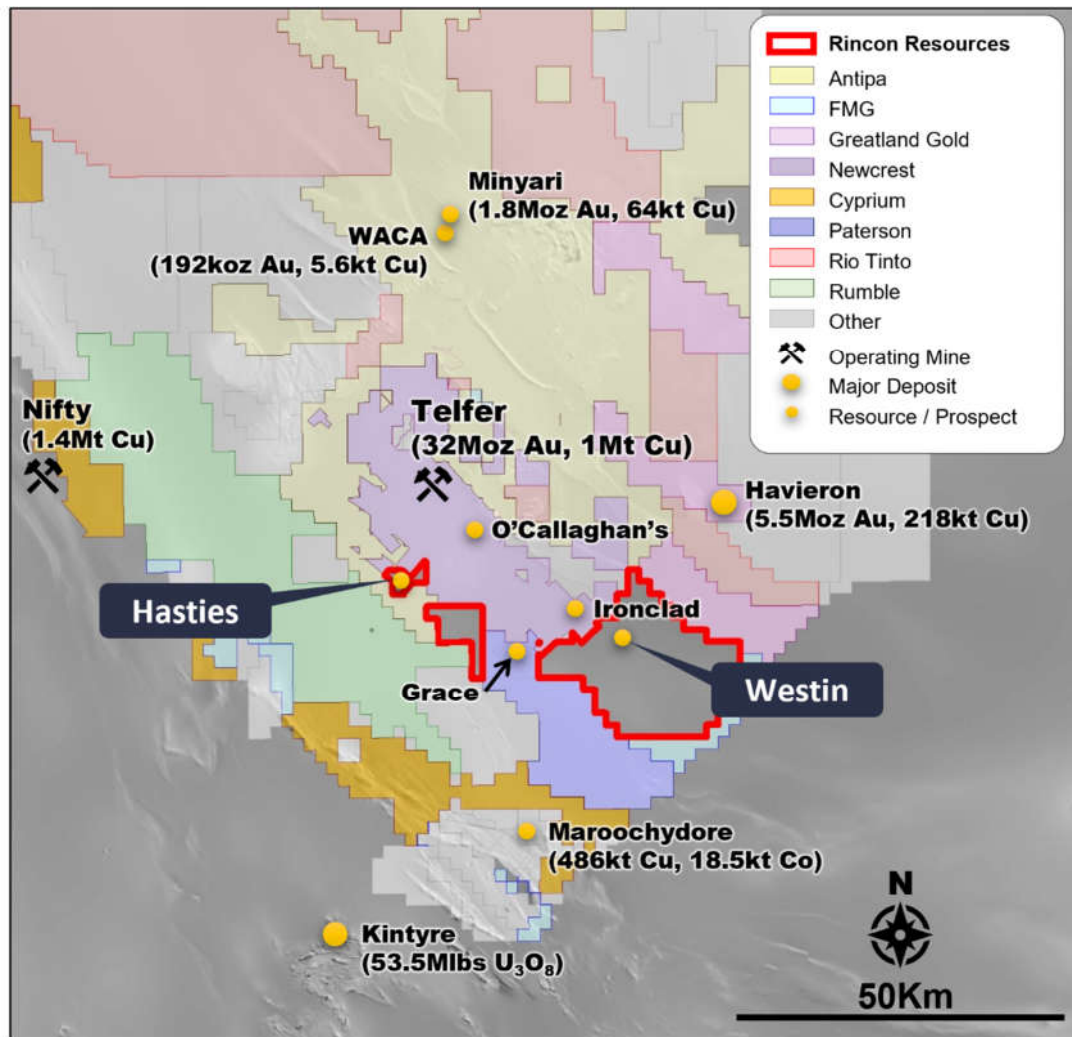 Rincon Resources
Antipa
FMG
Greatland Gold
Newcrest
Cyprium
Paterson
Rio Tinto
Rumble
Other
Operating Mine
Major Deposit
Resource / Prospect
Minyari
(1.8Moz Au, 64kt Cu)
WACA
(192koz Au, 5.6kt Cu)
Nifty
(1.4Mt Cu)
Telfer
(32Moz Au, 1Mt Cu)
Havieron
(5.5Moz Au, 218kt Cu)
O'Callaghan's
Hasties
Ironclad
Grace
Westin
Maroochydore
(486kt Cu, 18.5kt Co)
Kintyre
(53.5Mlbs U₃O₈)
N
50Km